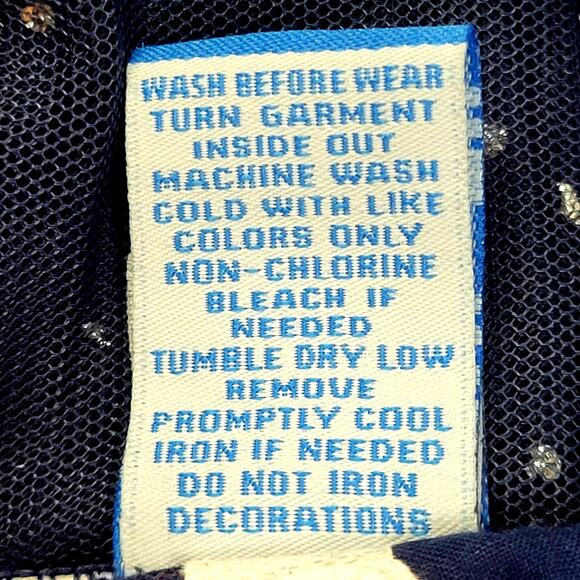 WASH BEFORE WEAR
TURN GARMENT
INSIDE OUT
MACHINE WASH
COLD WITH LIKE
COLORS ONLY
NON-CHLORINE
BLEACH IF
NEEDED
TUMBLE DRY LOW
REMOVE
PROMPTLY COOL
IRON IF NEEDED
DO NOT IRON
DECORATIONS